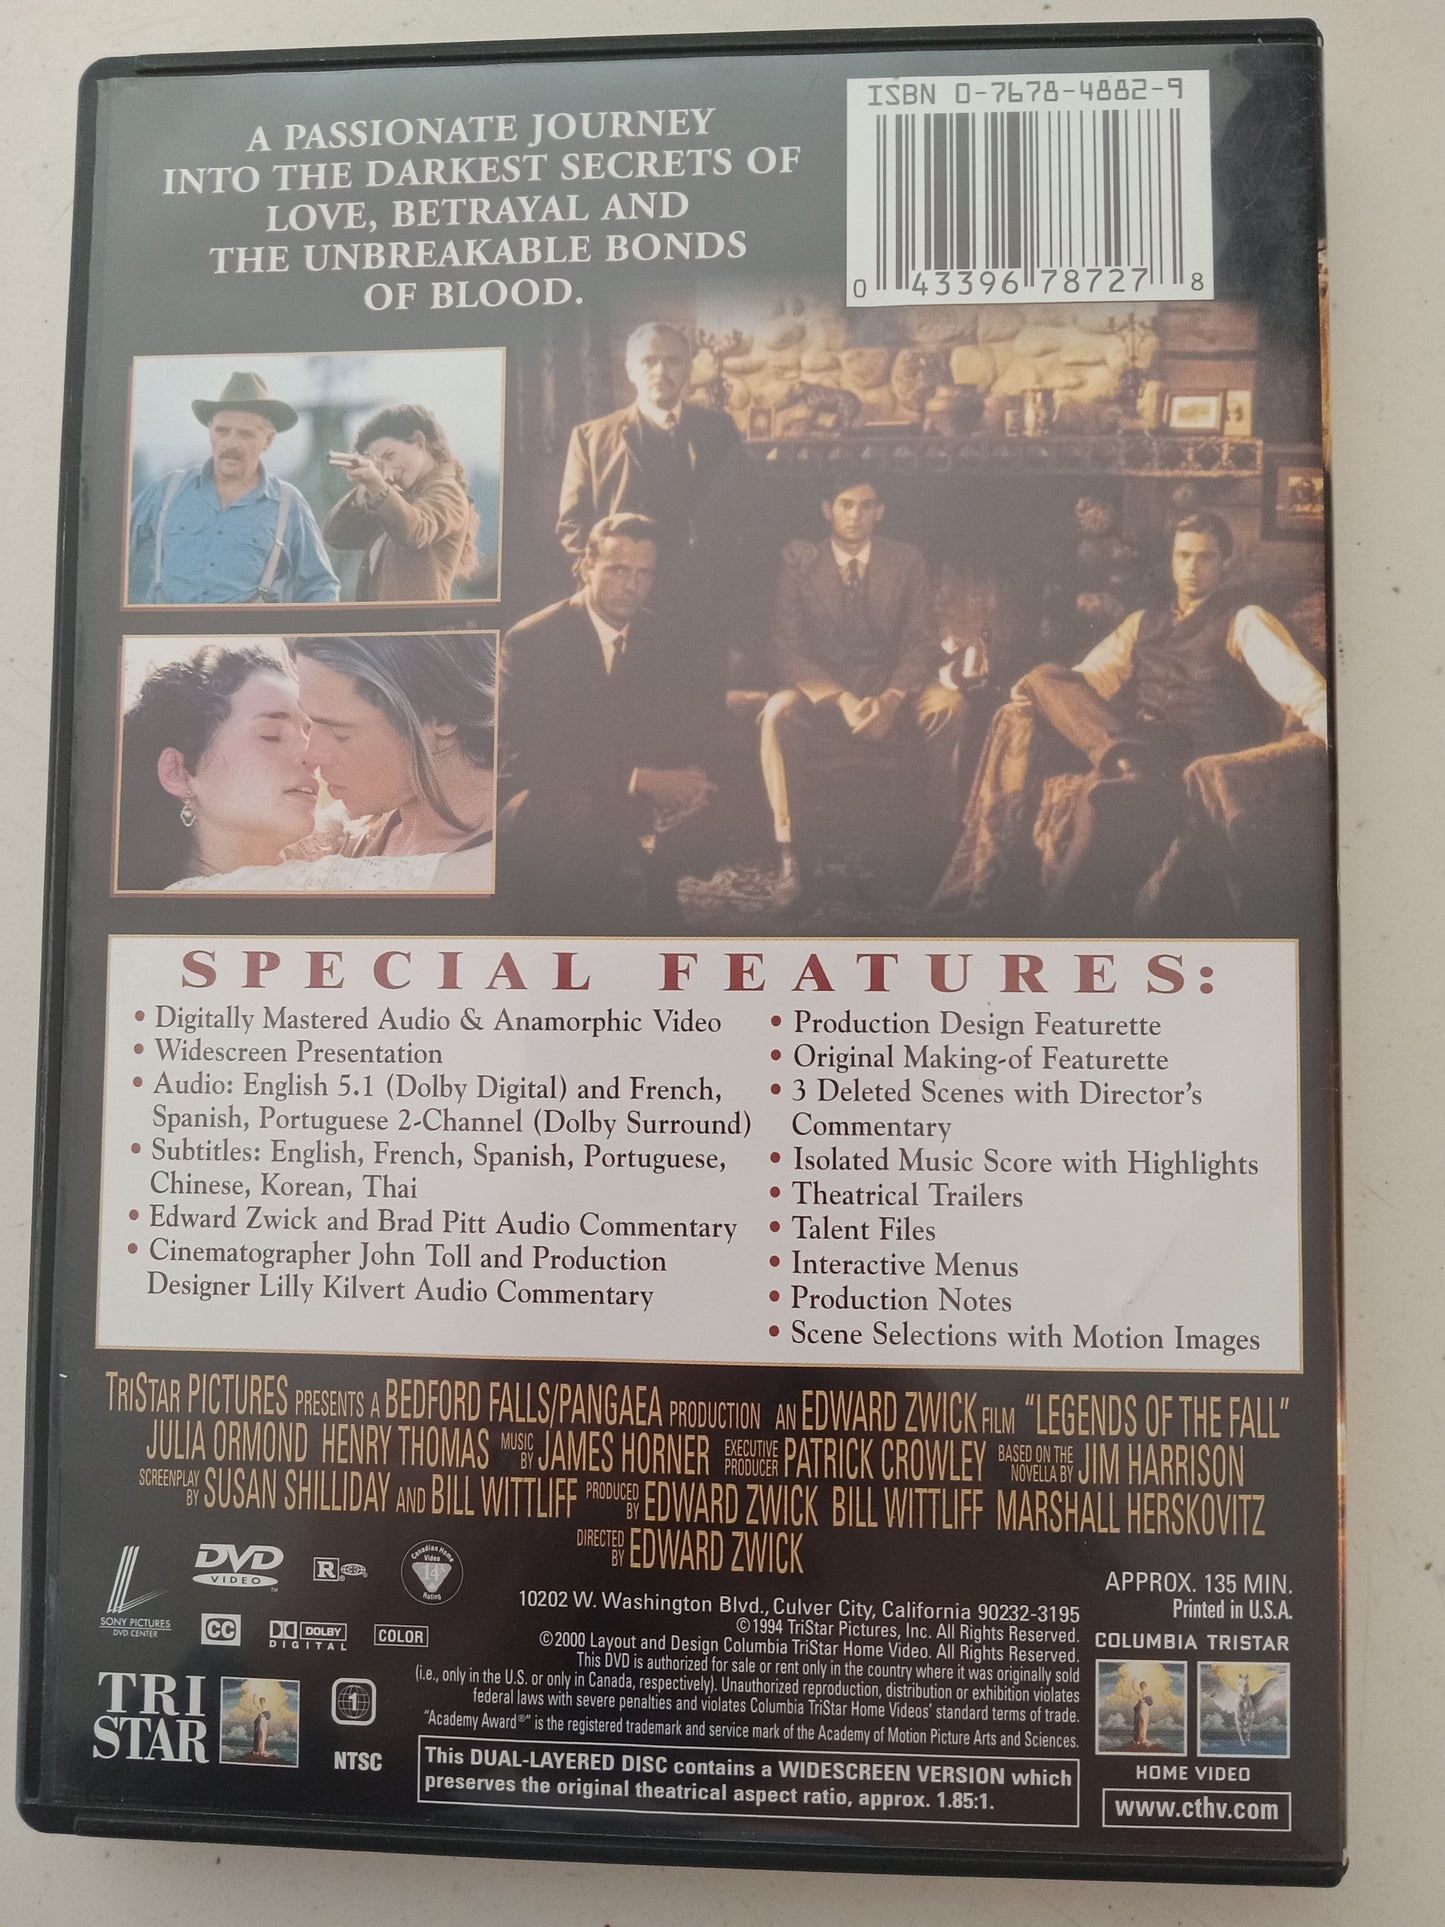 ISBN 0-7678-4882-9
0 43396 78727 8
A PASSIONATE JOURNEY
INTO THE DARKEST SECRETS OF
LOVE, BETRAYAL AND
THE UNBREAKABLE BONDS
OF BLOOD.
SPECIAL FEATURES:
• Digitally Mastered Audio & Anamorphic Video
• Widescreen Presentation
• Audio: English 5.1 (Dolby Digital) and French,
Spanish, Portuguese 2-Channel (Dolby Surround)
• Subtitles: English, French, Spanish, Portuguese,
Chinese, Korean, Thai
• Edward Zwick and Brad Pitt Audio Commentary
• Cinematographer John Toll and Production
Designer Lilly Kilvert Audio Commentary
• Production Design Featurette
• Original Making-of Featurette
• 3 Deleted Scenes with Director's
Commentary
• Isolated Music Score with Highlights
• Theatrical Trailers
• Talent Files
• Interactive Menus
• Production Notes
• Scene Selections with Motion Images
TRISTAR PICTURES PRESENTS A BEDFORD FALLS/PANGAEA PRODUCTION AN EDWARD ZWICK FILM "LEGENDS OF THE FALL"
JULIA ORMOND HENRY THOMAS MUSIC BY JAMES HORNER EXECUTIVE PRODUCER PATRICK CROWLEY BASED ON THE NOVELLA BY JIM HARRISON
SCREENPLAY BY SUSAN SHILLIDAY AND BILL WITTLIFF PRODUCED BY EDWARD ZWICK BILL WITTLIFF MARSHALL HERSKOVITZ
DIRECTED BY EDWARD ZWICK
SONY PICTURES
DVD CENTER
DVD
VIDEO
TM
R
Canadian Home
Video
14
Rating
CC
DOLBY
DIGITAL
COLOR
TRI
STAR
1
NTSC
10202 W. Washington Blvd., Culver City, California 90232-3195
©1994 TriStar Pictures, Inc. All Rights Reserved.
©2000 Layout and Design Columbia TriStar Home Video. All Rights Reserved.
This DVD is authorized for sale or rent only in the country where it was originally sold
(i.e., only in the U.S. or only in Canada, respectively). Unauthorized reproduction, distribution or exhibition violates
federal laws with severe penalties and violates Columbia TriStar Home Videos' standard terms of trade.
"Academy Award®" is the registered trademark and service mark of the Academy of Motion Picture Arts and Sciences.
This DUAL-LAYERED DISC contains a WIDESCREEN VERSION which
preserves the original theatrical aspect ratio, approx. 1.85:1.
APPROX. 135 MIN.
Printed in U.S.A.
COLUMBIA TRISTAR
HOME VIDEO
www.cthv.com